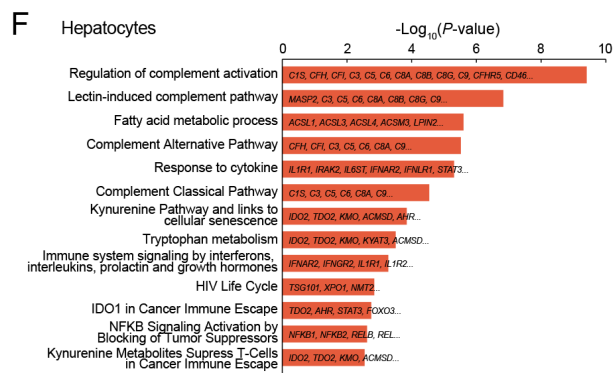 F Hepatocytes
-Log10(P-value)
0 2 4 6 8 10
Regulation of complement activation C1S, CFH, CFI, C3, C5, C6, C8A, C8B, C8G, C9, CFHR5, CD46...
Lectin-induced complement pathway MASP2, C3, C5, C6, C8A, C8B, C8G, C9...
Fatty acid metabolic process ACSL1, ACSL3, ACSL4, ACSM3, LPIN2...
Complement Alternative Pathway CFH, CFI, C3, C5, C6, C8A, C9...
Response to cytokine IL1R1, IRAK2, IL6ST, IFNAR2, IFNLR1, STAT3...
Complement Classical Pathway C1S, C3, C5, C6, C8A, C9...
Kynurenine Pathway and links to
cellular senescence IDO2, TDO2, KMO, ACMSD, AHR...
Tryptophan metabolism IDO2, TDO2, KMO, KYAT3, ACMSD...
Immune system signaling by interferons,
interleukins, prolactin and growth hormones IFNAR2, IFNGR2, IL1R1, IL1R2...
HIV Life Cycle TSG101, XPO1, NMT2...
IDO1 in Cancer Immune Escape TDO2, AHR, STAT3, FOXO3...
NFKB Signaling Activation by
Blocking of Tumor Suppressors NFKB1, NFKB2, RELB, REL...
Kynurenine Metabolites Supress T-Cells
in Cancer Immune Escape IDO2, TDO2, KMO, ACMSD...